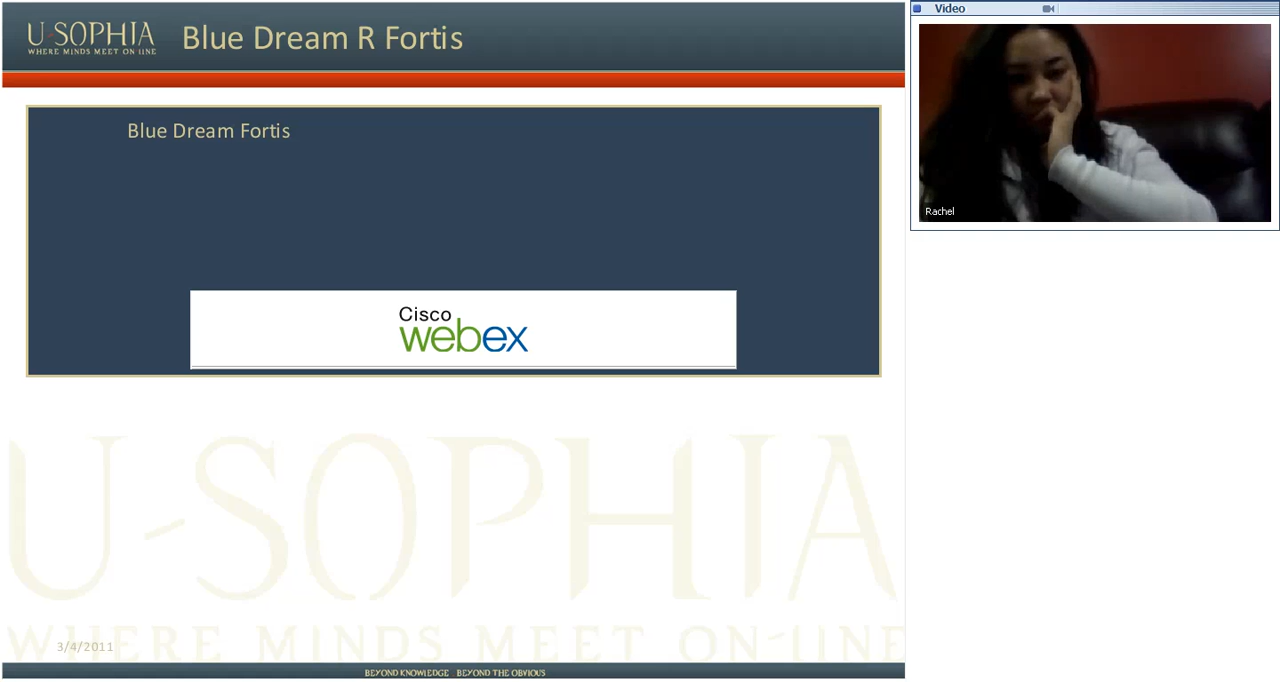 U-SOPHIA
WHERE MINDS MEET ON-LINE
Blue Dream R Fortis
Blue Dream Fortis
Cisco
webex
U-SOPHIA
WHERE MINDS MEET ON-LINE
3/4/2011
BEYOND KNOWLEDGE BEYOND THE OBVIOUS
Video
Rachel